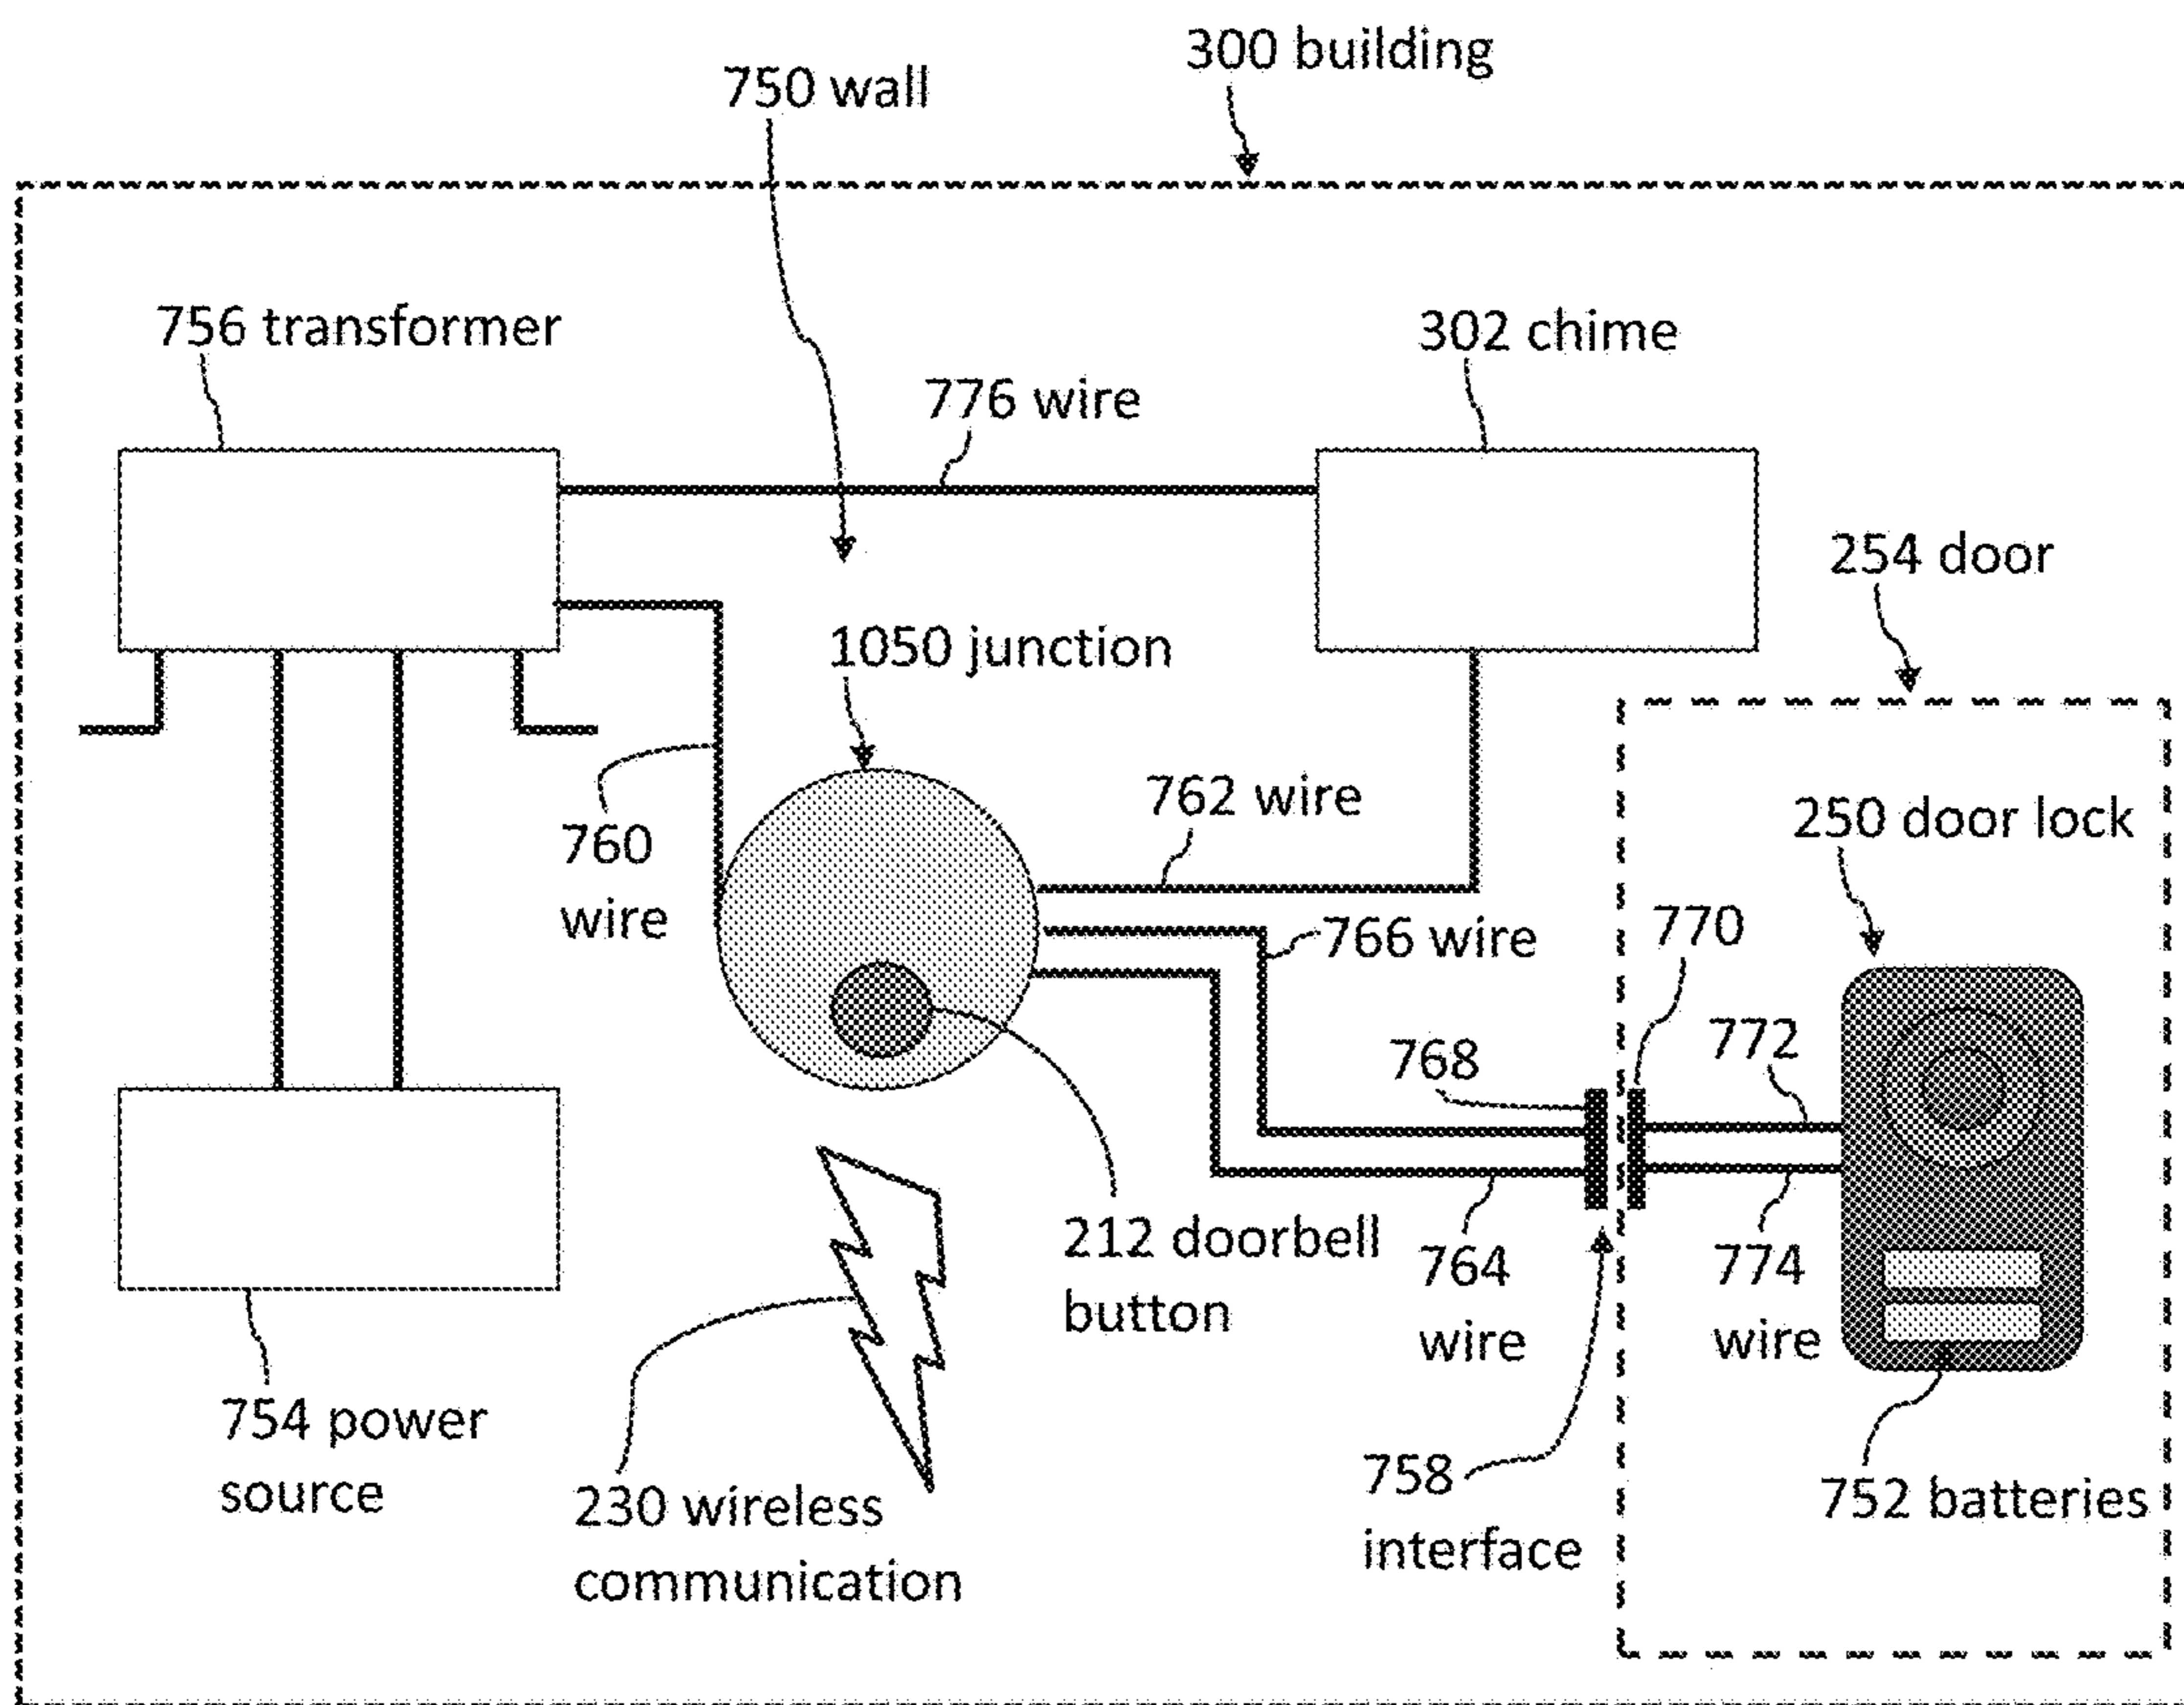 300 building
750 wall
756 transformer
302 chime
776 wire
254 door
1050 junction
762 wire
250 door lock
760
wire
766 wire
770
772
768
212 doorbell
button
764
wire
774
wire
754 power
source
230 wireless
communication
758
interface
752 batteries